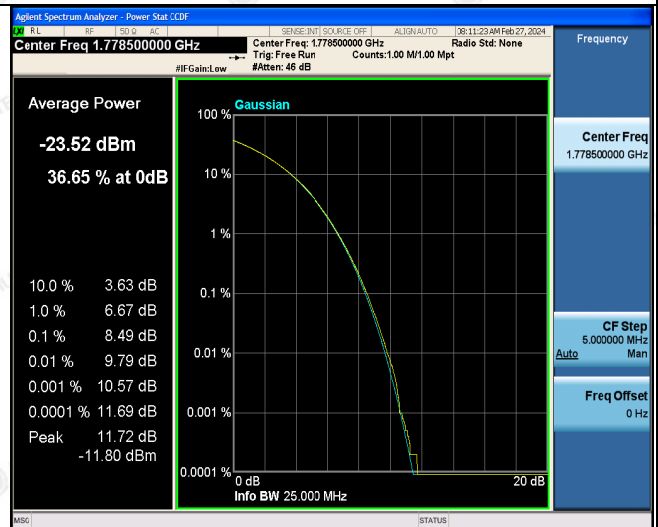 Agilent Spectrum Analyzer - Power Stat CCDF
LXI RL RF 50 Ω AC SENSE:INT SOURCE OFF ALIGN AUTO 08:11:23 AM Feb 27, 2024
Center Freq 1.778500000 GHz
Center Freq: 1.778500000 GHz Radio Std: None
Trig: Free Run Counts:1.00 M/1.00 Mpt
#IFGain:Low #Atten: 46 dB
Frequency
Average Power
-23.52 dBm
36.65 % at 0dB
10.0 % 3.63 dB
1.0 % 6.67 dB
0.1 % 8.49 dB
0.01 % 9.79 dB
0.001 % 10.57 dB
0.0001 % 11.69 dB
Peak 11.72 dB
-11.80 dBm
Gaussian
100 %
10 %
1 %
0.1 %
0.01 %
0.001 %
0.0001 %
0 dB 20 dB
Info BW 25.000 MHz
Center Freq
1.778500000 GHz
CF Step
5.000000 MHz
Auto Man
Freq Offset
0 Hz
MSG STATUS